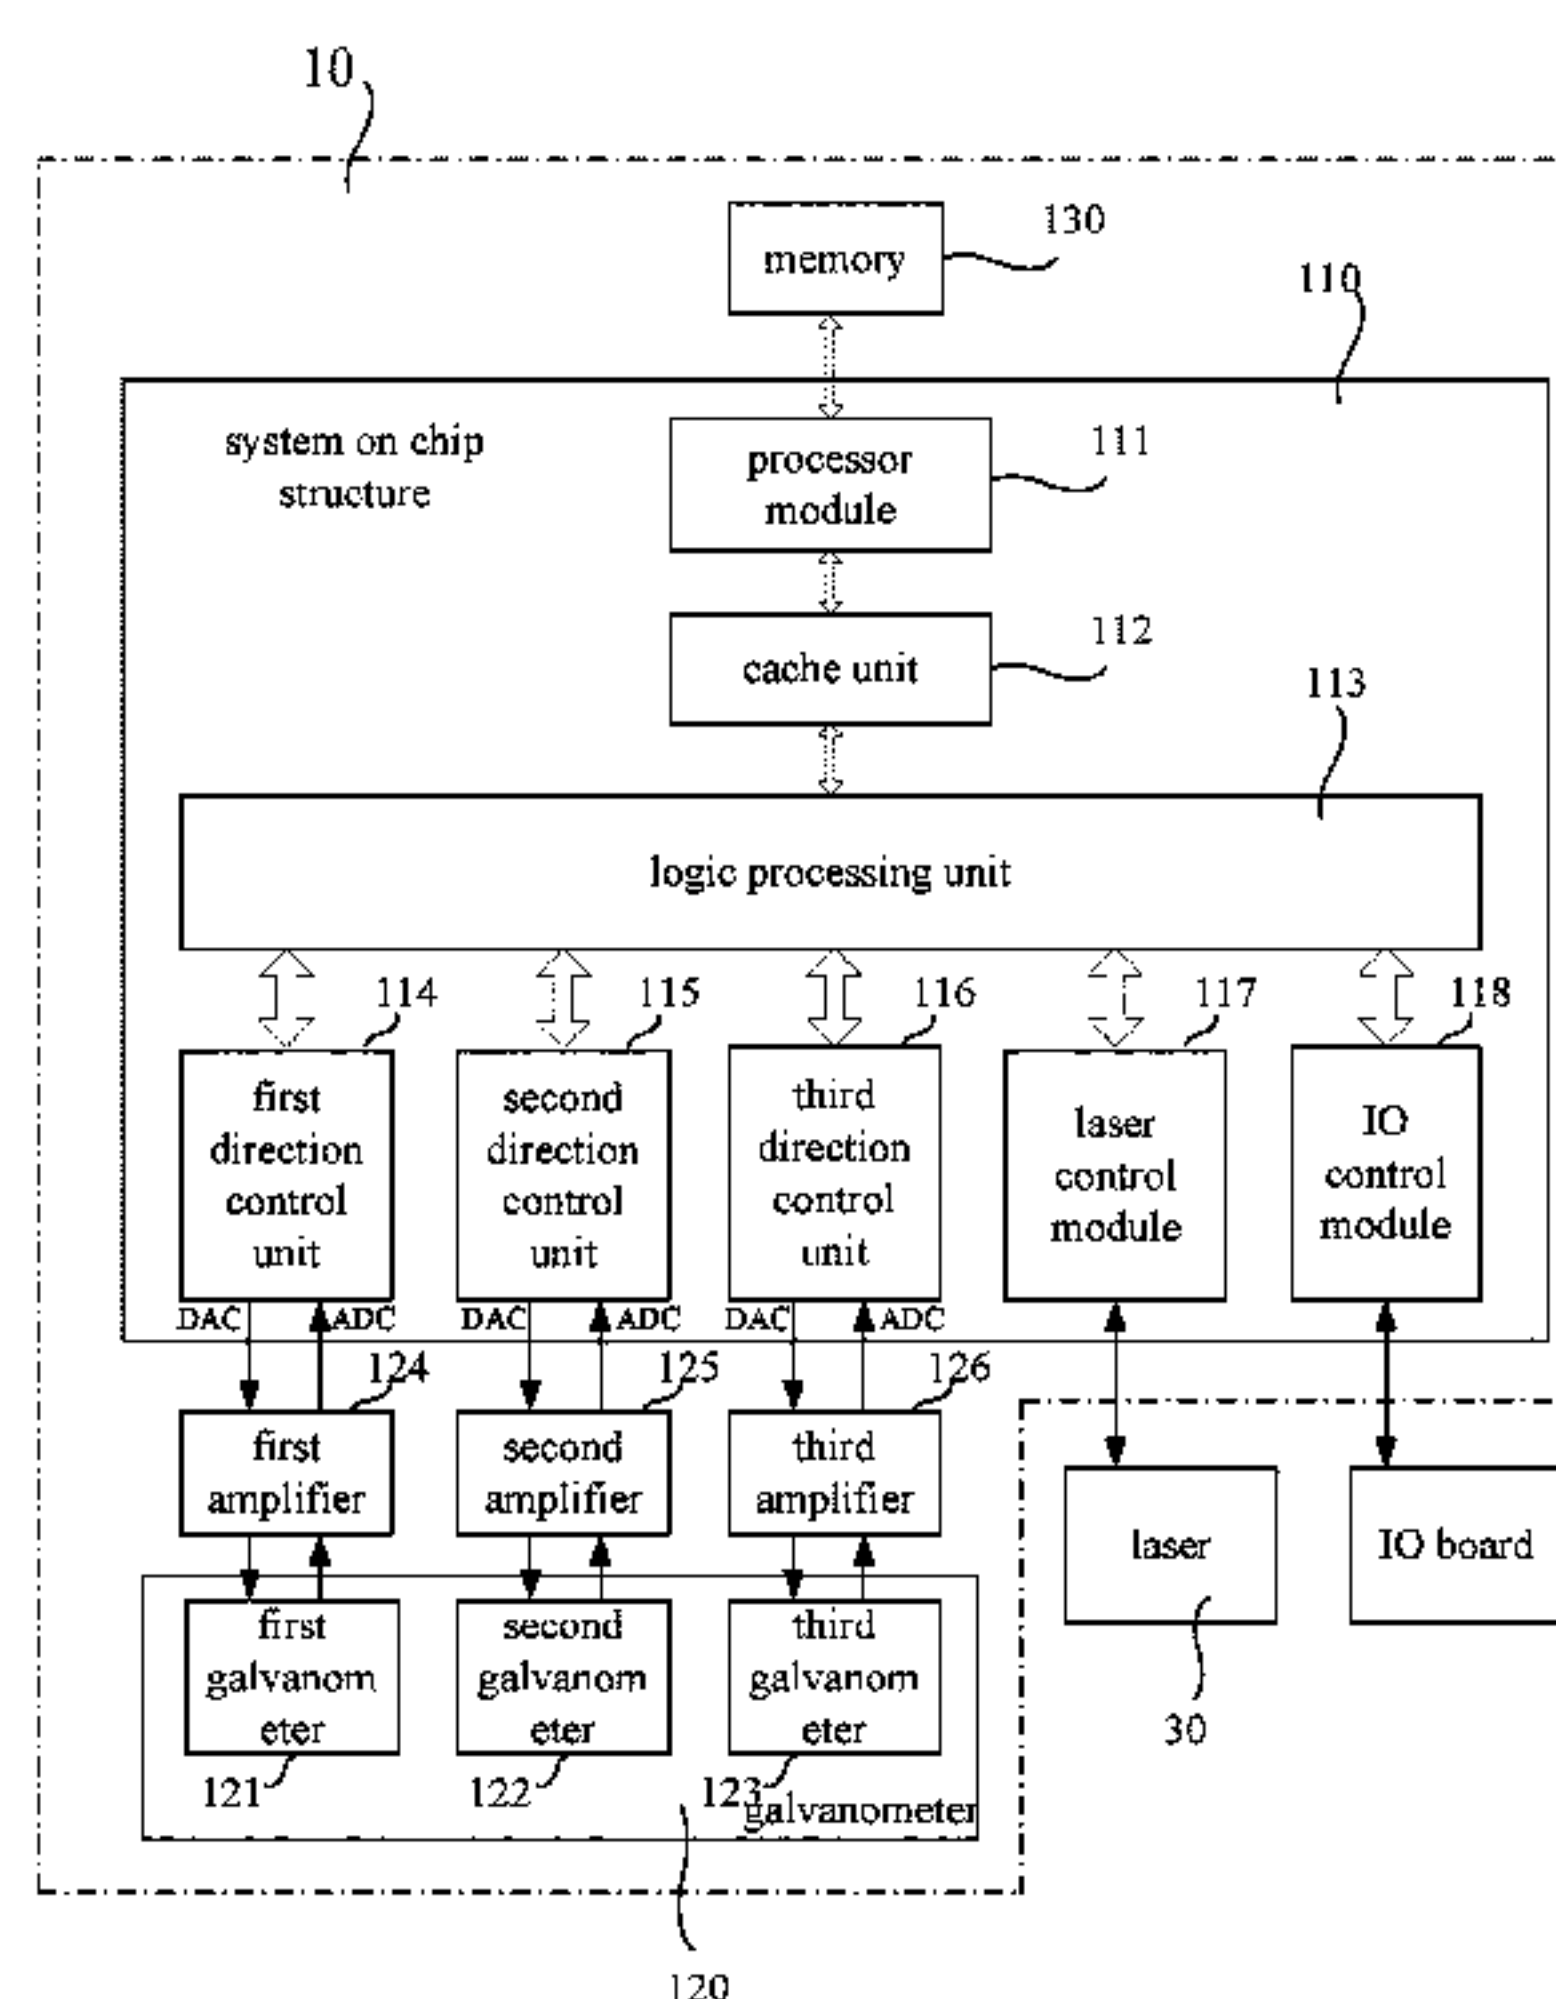 10
130
memory
110
system on chip
structure
processor
module
111
cache unit
112
113
logic processing unit
114
115
116
117
118
first
direction
control
unit
second
direction
control
unit
third
direction
control
unit
laser
control
module
IO
control
module
DAC
ADC
DAC
ADC
DAC
ADC
124
125
126
first
amplifier
second
amplifier
third
amplifier
laser
IO board
first
galvanom
eter
second
galvanom
eter
third
galvanom
eter
30
121
122
123
galvanometer
120